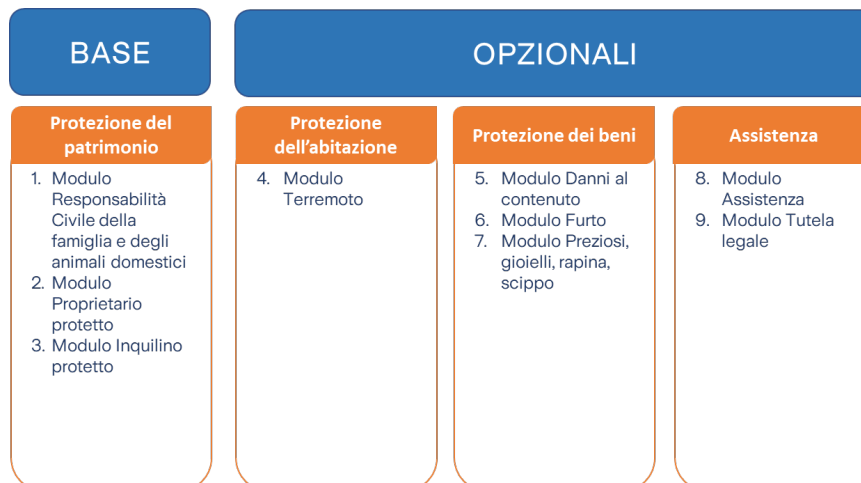 BASE
OPZIONALI
Protezione del
patrimonio
1. Modulo
Responsabilità
Civile della
famiglia e degli
animali domestici
2. Modulo
Proprietario
protetto
3. Modulo Inquilino
protetto
Protezione
dell'abitazione
4. Modulo
Terremoto
Protezione dei beni
5. Modulo Danni al
contenuto
6. Modulo Furto
7. Modulo Preziosi,
gioielli, rapina,
scippo
Assistenza
8. Modulo
Assistenza
9. Modulo Tutela
legale